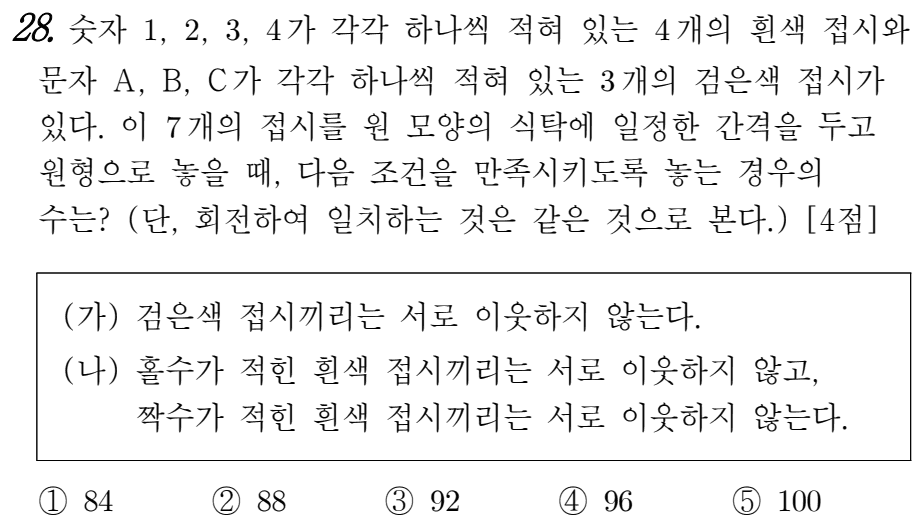 28. 숫자 1, 2, 3, 4가 각각 하나씩 적혀 있는 4개의 흰색 접시와
문자 A, B, C가 각각 하나씩 적혀 있는 3개의 검은색 접시가
있다. 이 7개의 접시를 원 모양의 식탁에 일정한 간격을 두고
원형으로 놓을 때, 다음 조건을 만족시키도록 놓는 경우의
수는? (단, 회전하여 일치하는 것은 같은 것으로 본다.) [4점]
(가) 검은색 접시끼리는 서로 이웃하지 않는다.
(나) 홀수가 적힌 흰색 접시끼리는 서로 이웃하지 않고,
짝수가 적힌 흰색 접시끼리는 서로 이웃하지 않는다.
① 84 ② 88 ③ 92 ④ 96 ⑤ 100